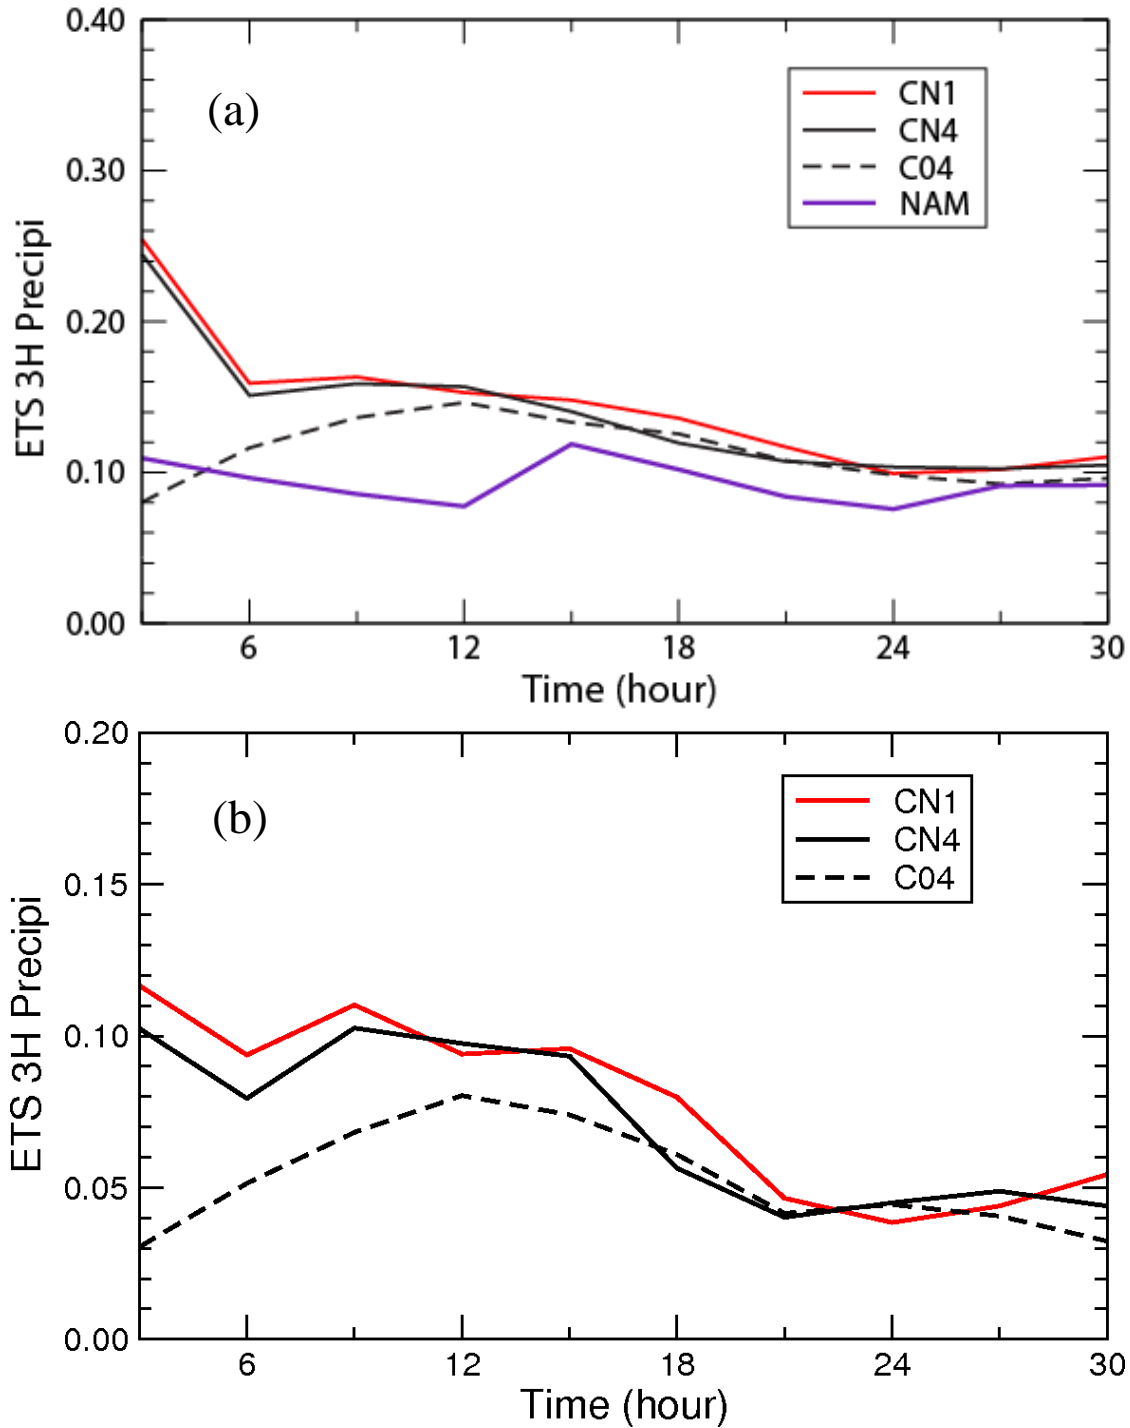 0.40
(a)
CN1
CN4
C04
NAM
0.30
0.20
0.10
0.00
ETS 3H Precipi
6 12 18 24 30
Time (hour)
0.20
(b)
CN1
CN4
C04
0.15
0.10
0.05
0.00
ETS 3H Precipi
6 12 18 24 30
Time (hour)